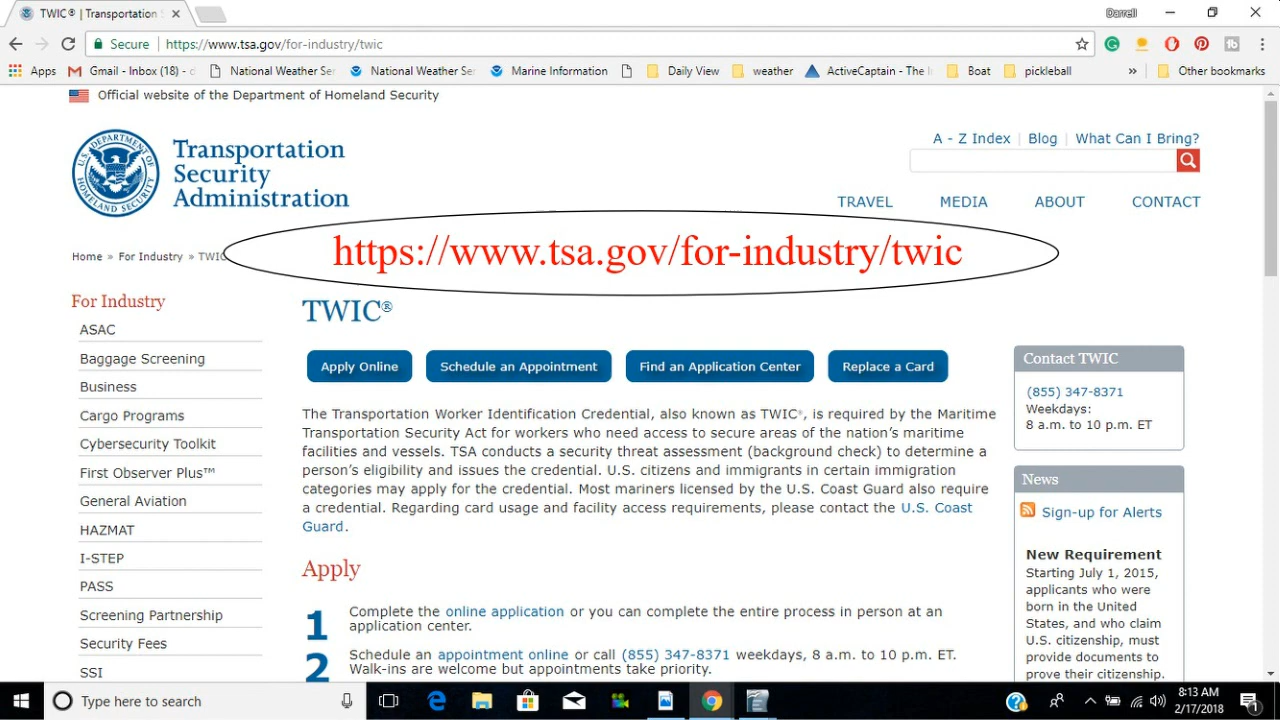 TWIC® | Transportation
Darrell
Secure
https://www.tsa.gov/for-industry/twic
Apps
Gmail - Inbox (18) -
National Weather Ser
National Weather Ser
Marine Information
Daily View
weather
ActiveCaptain - The
Boat
pickleball
»
Other bookmarks
Official website of the Department of Homeland Security
U.S. DEPARTMENT OF HOMELAND SECURITY
Transportation
Security
Administration
A - Z Index | Blog | What Can I Bring?
TRAVEL MEDIA ABOUT CONTACT
Home » For Industry » TWIC
https://www.tsa.gov/for-industry/twic
For Industry
ASAC
Baggage Screening
Business
Cargo Programs
Cybersecurity Toolkit
First Observer Plus™
General Aviation
HAZMAT
I-STEP
PASS
Screening Partnership
Security Fees
SSI
TWIC®
Apply Online
Schedule an Appointment
Find an Application Center
Replace a Card
The Transportation Worker Identification Credential, also known as TWIC®, is required by the Maritime
Transportation Security Act for workers who need access to secure areas of the nation's maritime
facilities and vessels. TSA conducts a security threat assessment (background check) to determine a
person's eligibility and issues the credential. U.S. citizens and immigrants in certain immigration
categories may apply for the credential. Most mariners licensed by the U.S. Coast Guard also require
a credential. Regarding card usage and facility access requirements, please contact the U.S. Coast
Guard.
Apply
1 Complete the online application or you can complete the entire process in person at an
application center.
2 Schedule an appointment online or call (855) 347-8371 weekdays, 8 a.m. to 10 p.m. ET.
Walk-ins are welcome but appointments take priority.
Contact TWIC
(855) 347-8371
Weekdays:
8 a.m. to 10 p.m. ET
News
Sign-up for Alerts
New Requirement
Starting July 1, 2015,
applicants who were
born in the United
States, and who claim
U.S. citizenship, must
provide documents to
prove their citizenship.
Type here to search
8:13 AM
2/17/2018
1